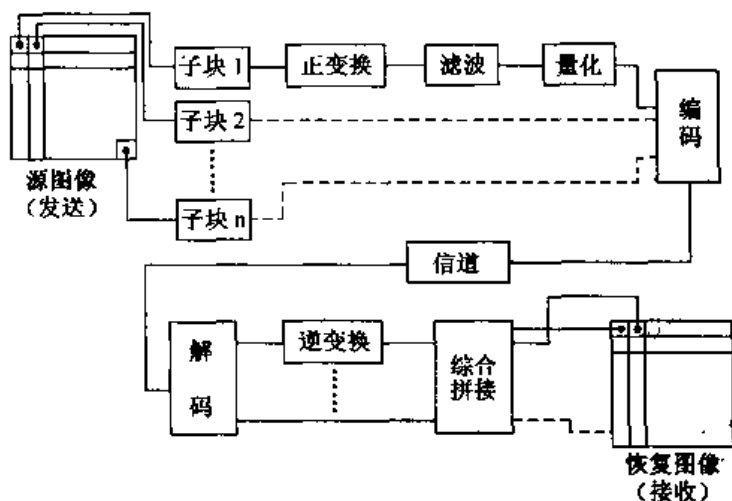 子块 1
正变换
滤波
量化
编码
子块 2
子块 n
源图像
（发送）
信道
解码
逆变换
综合
拼接
恢复图像
（接收）